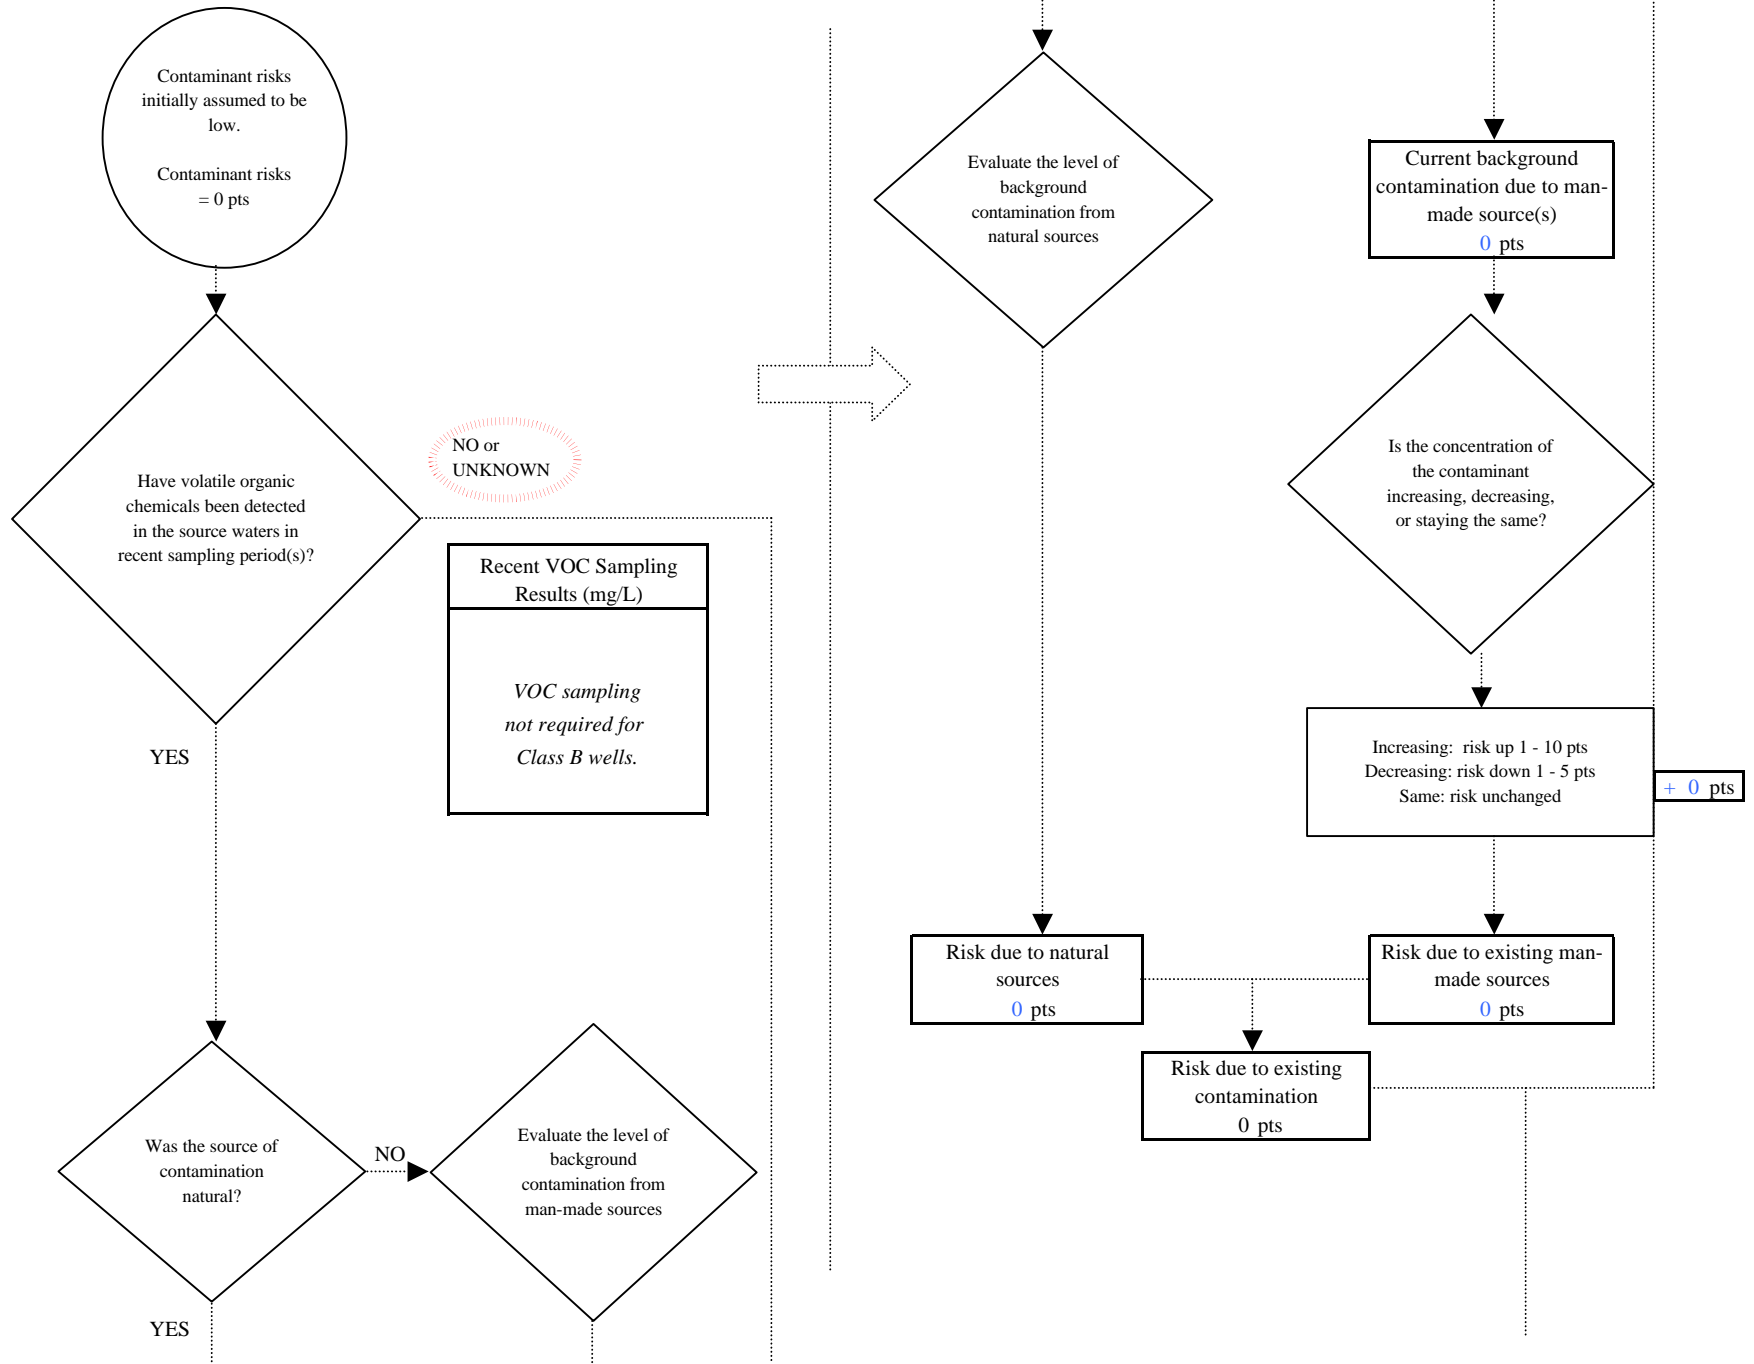 Contaminant risks
initially assumed to be
low.
Contaminant risks
= 0 pts
Have volatile organic
chemicals been detected
in the source waters in
recent sampling period(s)?
NO or
UNKNOWN
Recent VOC Sampling
Results (mg/L)
VOC sampling
not required for
Class B wells.
YES
Was the source of
contamination
natural?
NO
Evaluate the level of
background
contamination from
man-made sources
YES
Evaluate the level of
background
contamination from
natural sources
Current background
contamination due to man-
made source(s)
0 pts
Is the concentration of
the contaminant
increasing, decreasing,
or staying the same?
Increasing: risk up 1 - 10 pts
Decreasing: risk down 1 - 5 pts
Same: risk unchanged
+ 0 pts
Risk due to natural
sources
0 pts
Risk due to existing man-
made sources
0 pts
Risk due to existing
contamination
0 pts